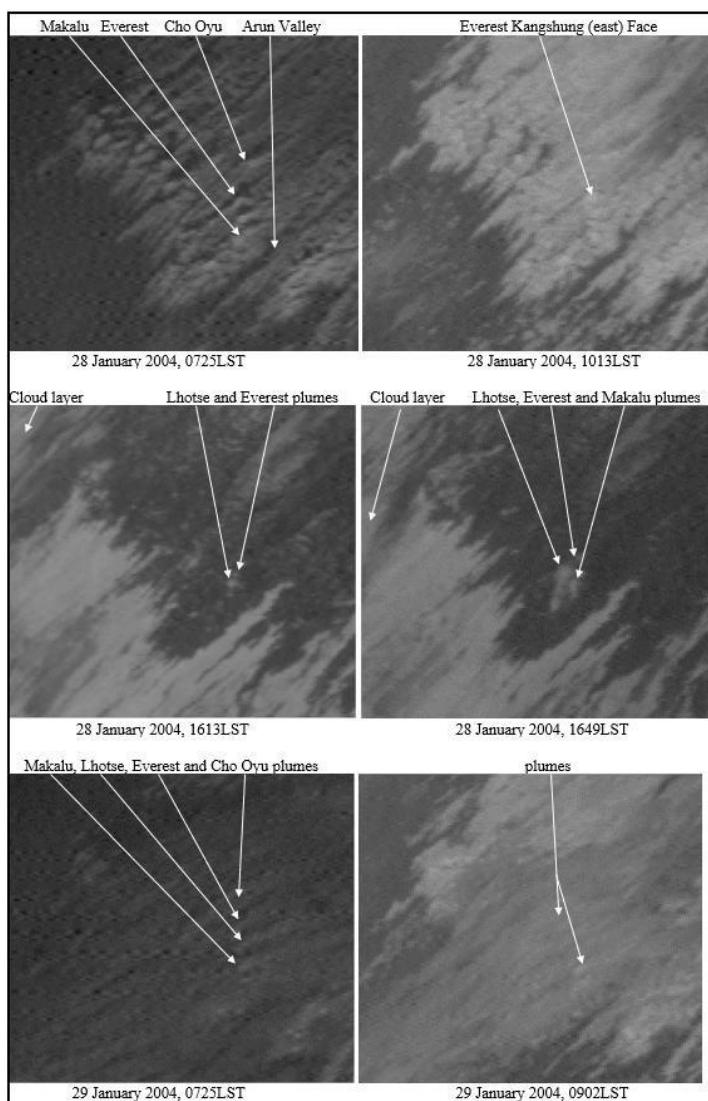 Makalu Everest Cho Oyu Arun Valley
Everest Kangshung (east) Face
28 January 2004, 0725LST
28 January 2004, 1013LST
Cloud layer Lhotse and Everest plumes
Cloud layer Lhotse, Everest and Makalu plumes
28 January 2004, 1613LST
28 January 2004, 1649LST
Makalu, Lhotse, Everest and Cho Oyu plumes
plumes
29 January 2004, 0725LST
29 January 2004, 0902LST